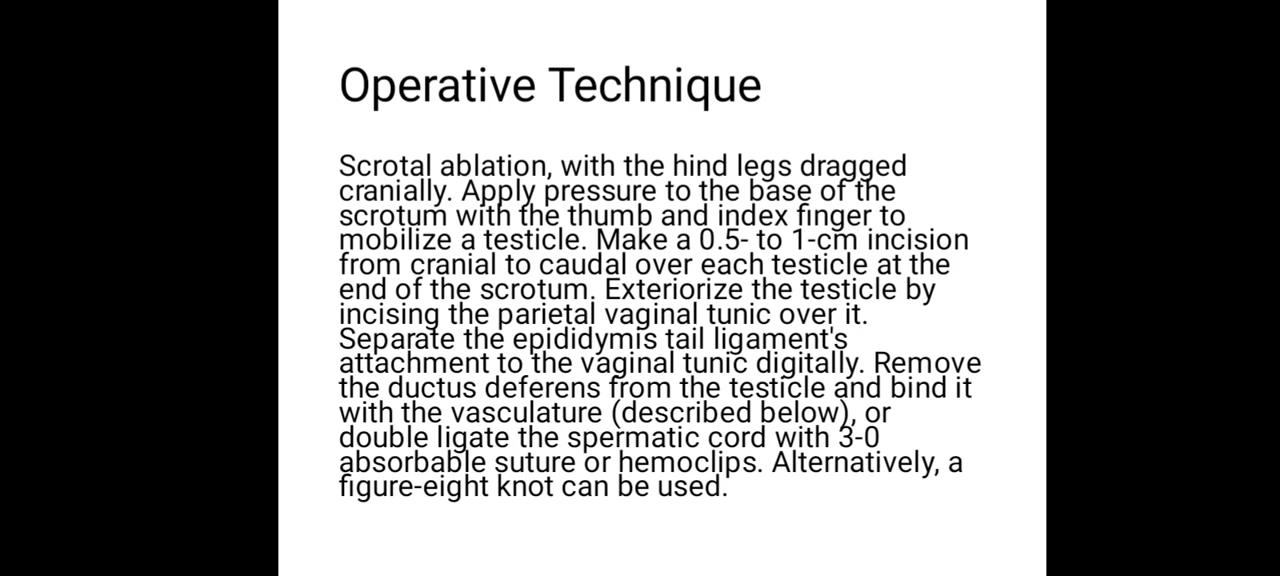 Operative Technique
Scrotal ablation, with the hind legs dragged
cranially. Apply pressure to the base of the
scrotum with the thumb and index finger to
mobilize a testicle. Make a 0.5- to 1-cm incision
from cranial to caudal over each testicle at the
end of the scrotum. Exteriorize the testicle by
incising the parietal vaginal tunic over it.
Separate the epididymis tail ligament's
attachment to the vaginal tunic digitally. Remove
the ductus deferens from the testicle and bind it
with the vasculature (described below), or
double ligate the spermatic cord with 3-0
absorbable suture or hemoclips. Alternatively, a
figure-eight knot can be used.